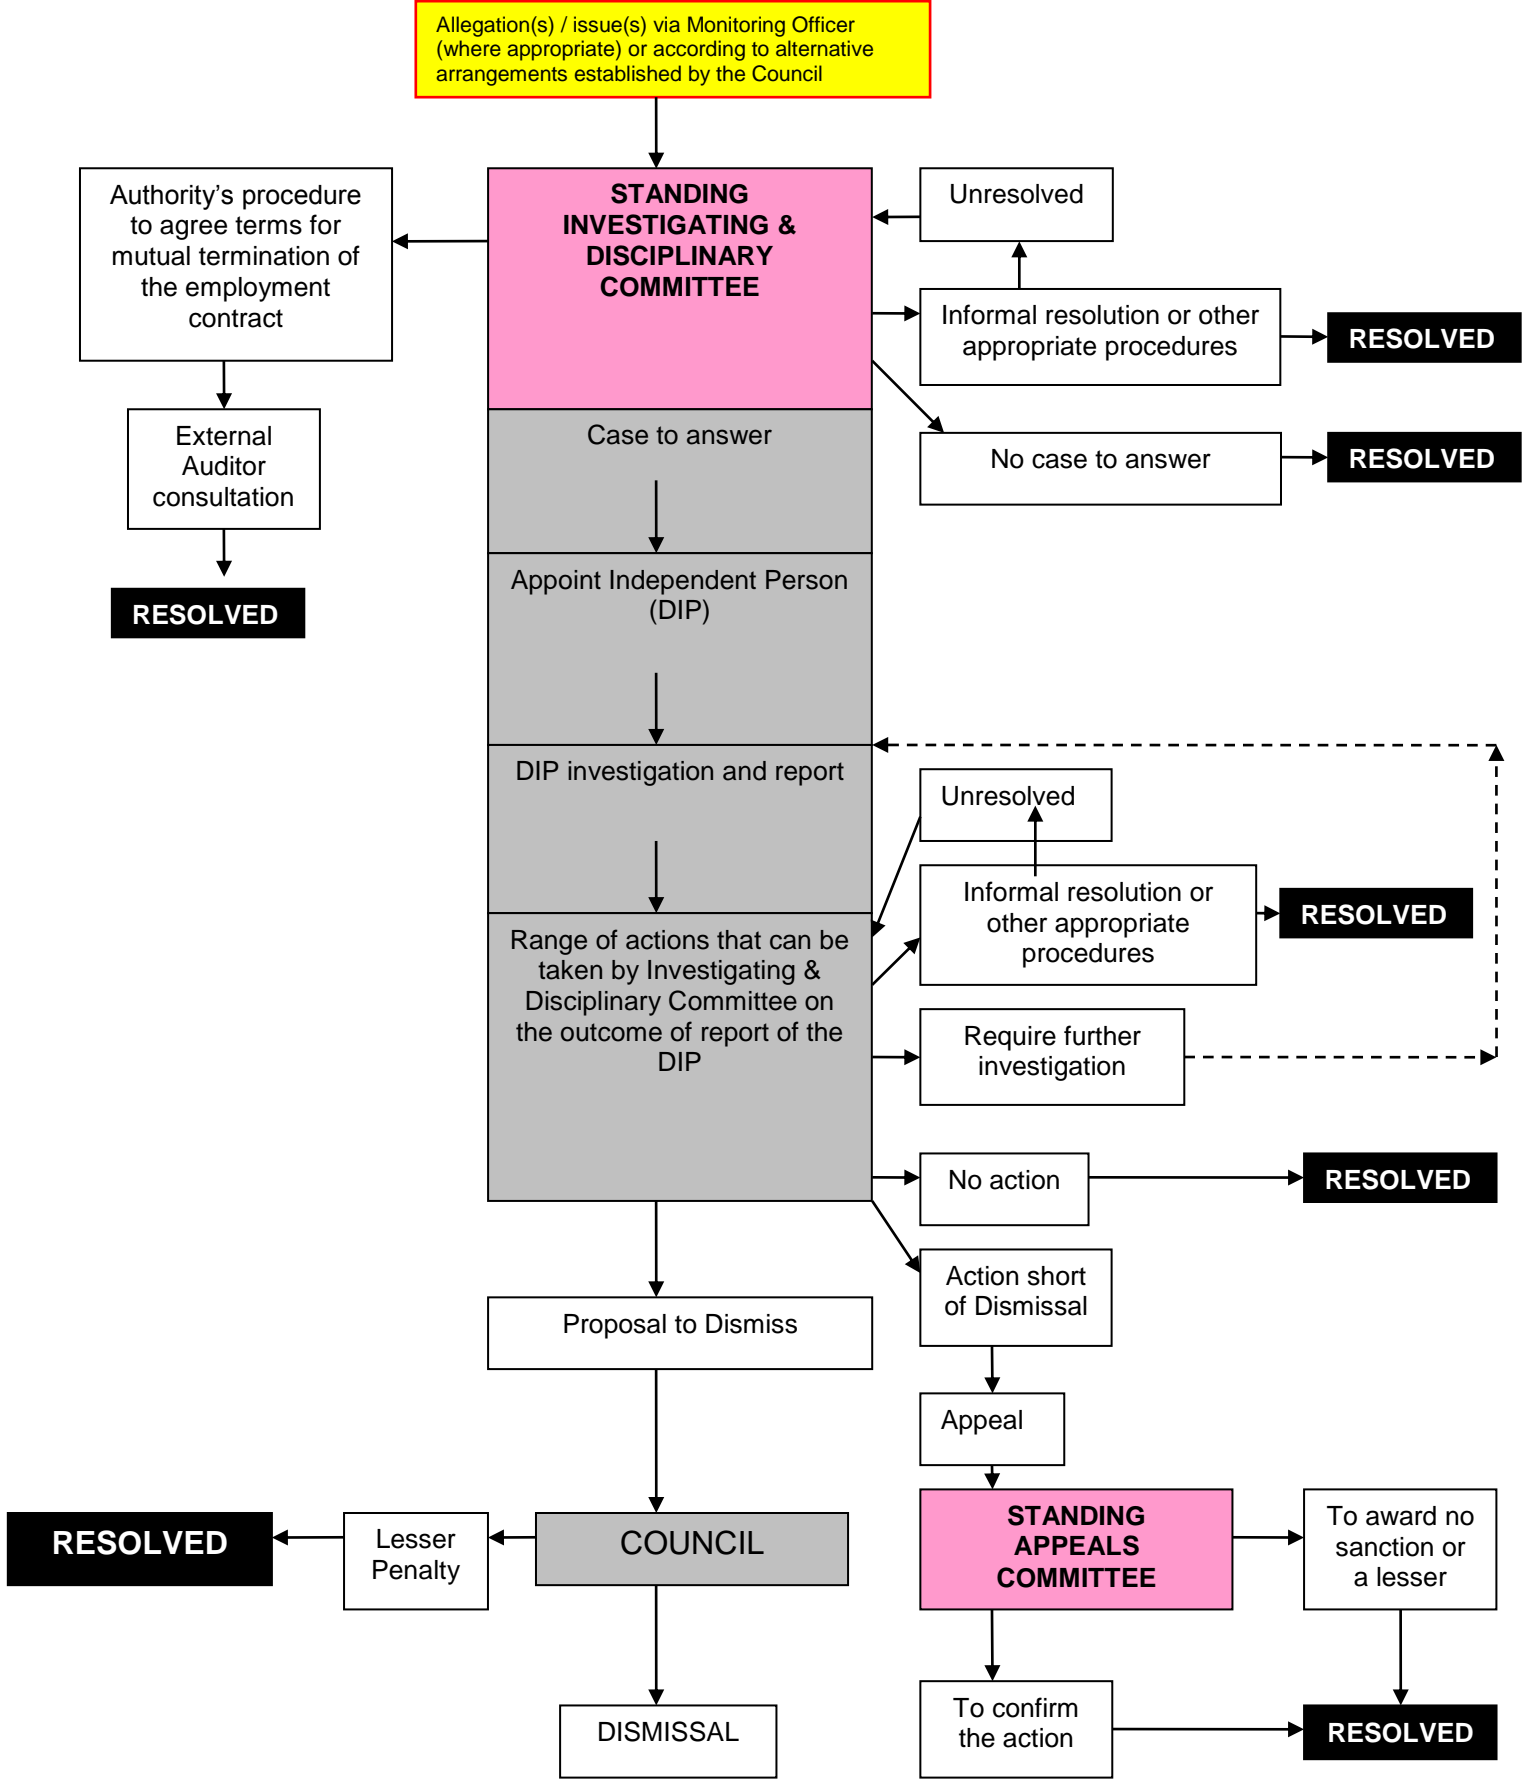 Allegation(s) / issue(s) via Monitoring Officer
(where appropriate) or according to alternative
arrangements established by the Council
Authority's procedure
to agree terms for
mutual termination of
the employment
contract
STANDING
INVESTIGATING &
DISCIPLINARY
COMMITTEE
Unresolved
Informal resolution or other
appropriate procedures
RESOLVED
External
Auditor
consultation
Case to answer
No case to answer
RESOLVED
RESOLVED
Appoint Independent Person
(DIP)
DIP investigation and report
Unresolved
Informal resolution or
other appropriate
procedures
RESOLVED
Range of actions that can be
taken by Investigating &
Disciplinary Committee on
the outcome of report of the
DIP
Require further
investigation
No action
RESOLVED
Action short
of Dismissal
Proposal to Dismiss
Appeal
RESOLVED
Lesser
Penalty
COUNCIL
STANDING
APPEALS
COMMITTEE
To award no
sanction or
a lesser
DISMISSAL
To confirm
the action
RESOLVED